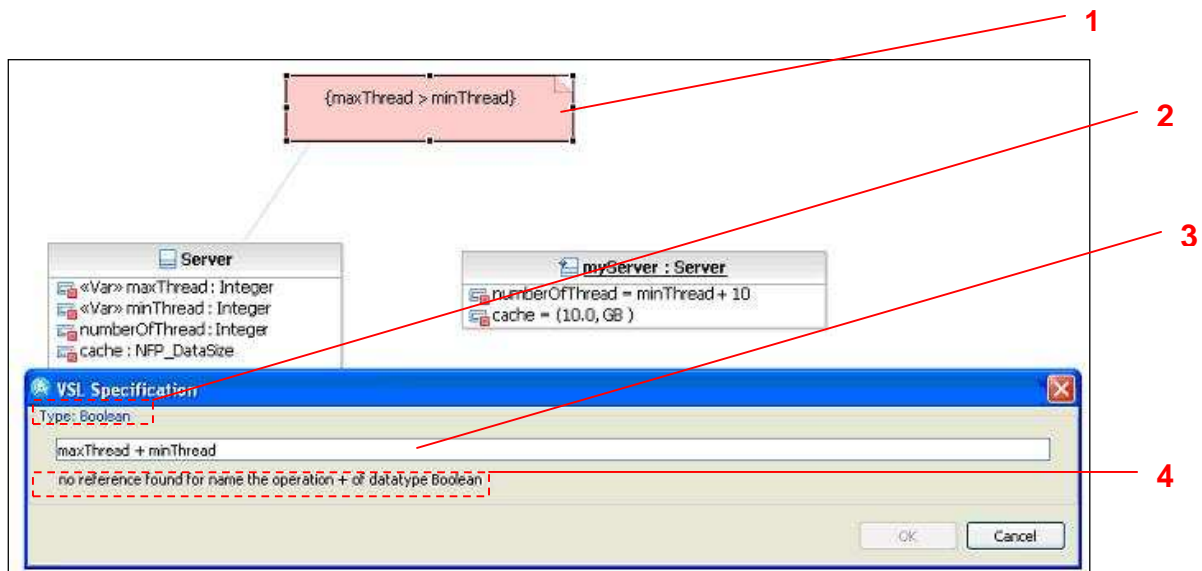 1
{maxThread > minThread}
2
3
Server
«Var» maxThread : Integer
«Var» minThread : Integer
numberOfThread : Integer
cache : NFP_DataSize
myServer : Server
numberOfThread = minThread + 10
cache = (10.0, GB )
VSL Specification
Type: Boolean
maxThread + minThread
no reference found for name the operation + of datatype Boolean
4
OK
Cancel